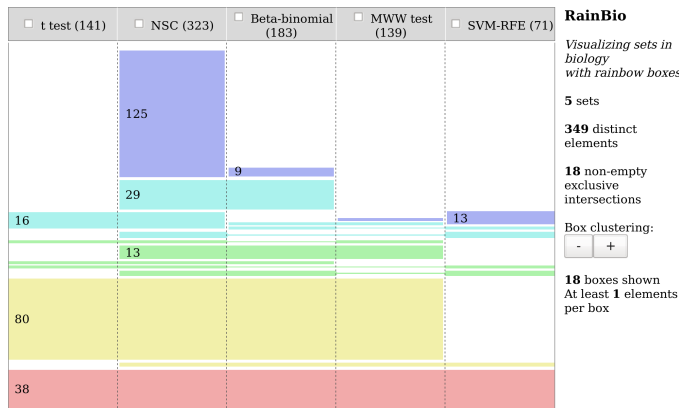 t test (141)
NSC (323)
Beta-binomial
(183)
MWW test
(139)
SVM-RFE (71)
125
9
29
16
13
13
80
38
RainBio
Visualizing sets in
biology
with rainbow boxes
5 sets
349 distinct
elements
18 non-empty
exclusive
intersections
Box clustering:
- +
18 boxes shown
At least 1 elements
per box